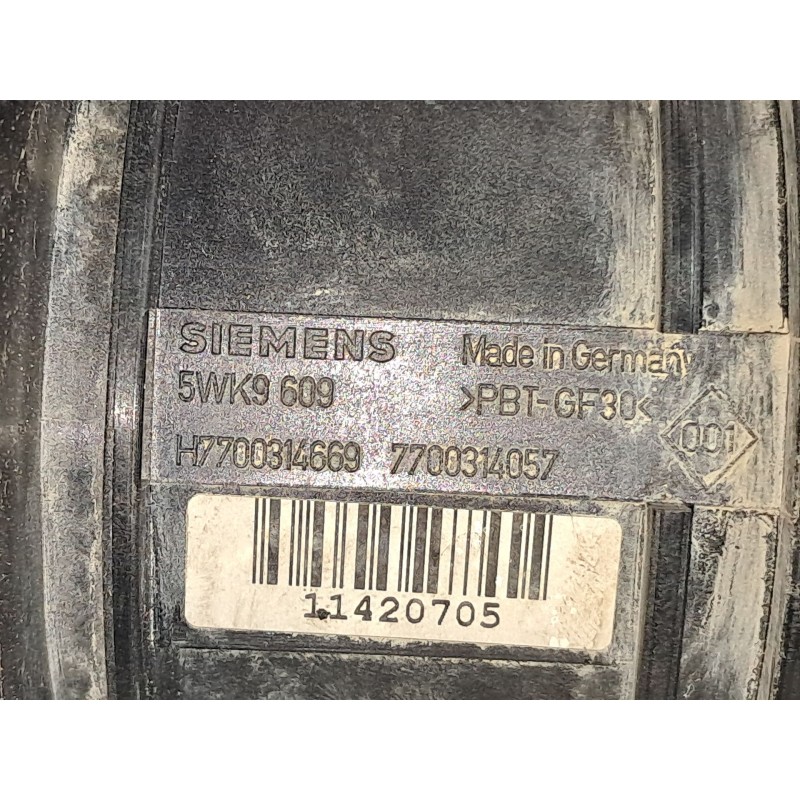 SIEMENS Made in Germany
5WK9 609 >PBT-GF30< 001
H7700314669 7700314057
11420705